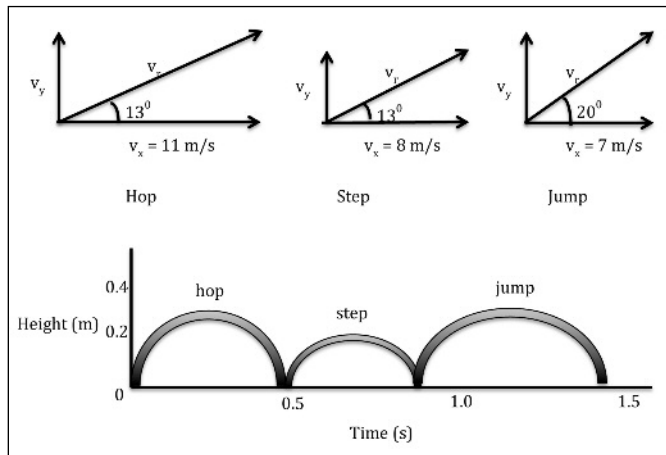 v_y v_r 13⁰ v_x = 11 m/s
Hop
v_y v_r 13⁰ v_x = 8 m/s
Step
v_y v_r 20⁰ v_x = 7 m/s
Jump
Height (m)
0.4
0.2
0
hop
step
jump
0.5 1.0 1.5
Time (s)